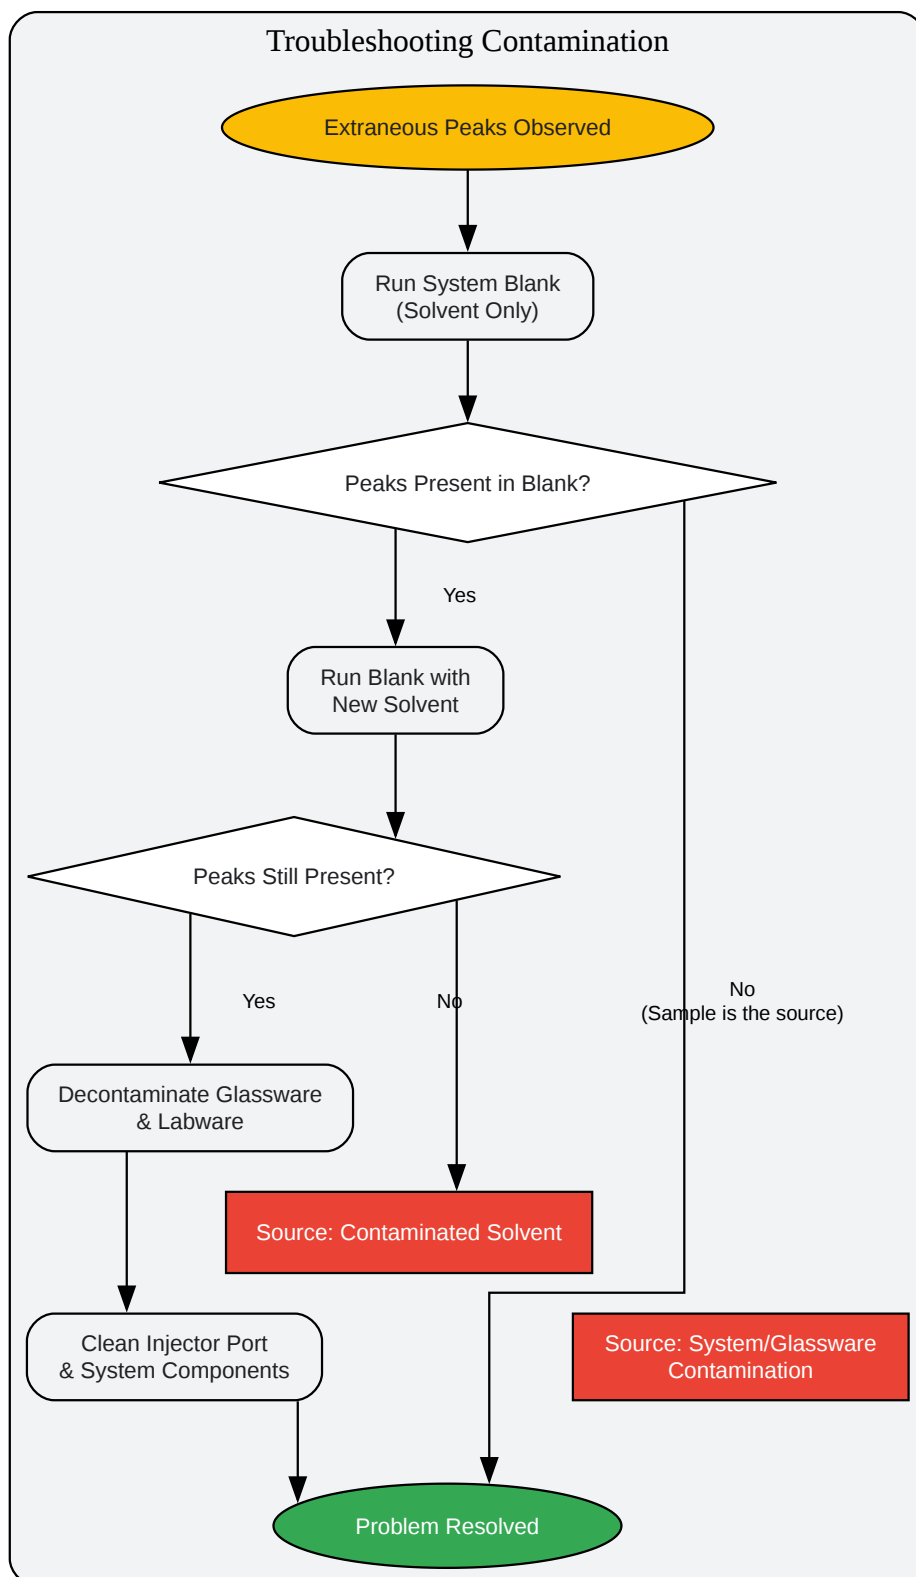 Troubleshooting Contamination
Extraneous Peaks Observed
Run System Blank
(Solvent Only)
Peaks Present in Blank?
Yes
Run Blank with
New Solvent
Peaks Still Present?
Yes
No
No
(Sample is the source)
Decontaminate Glassware
& Labware
Source: Contaminated Solvent
Clean Injector Port
& System Components
Source: System/Glassware
Contamination
Problem Resolved